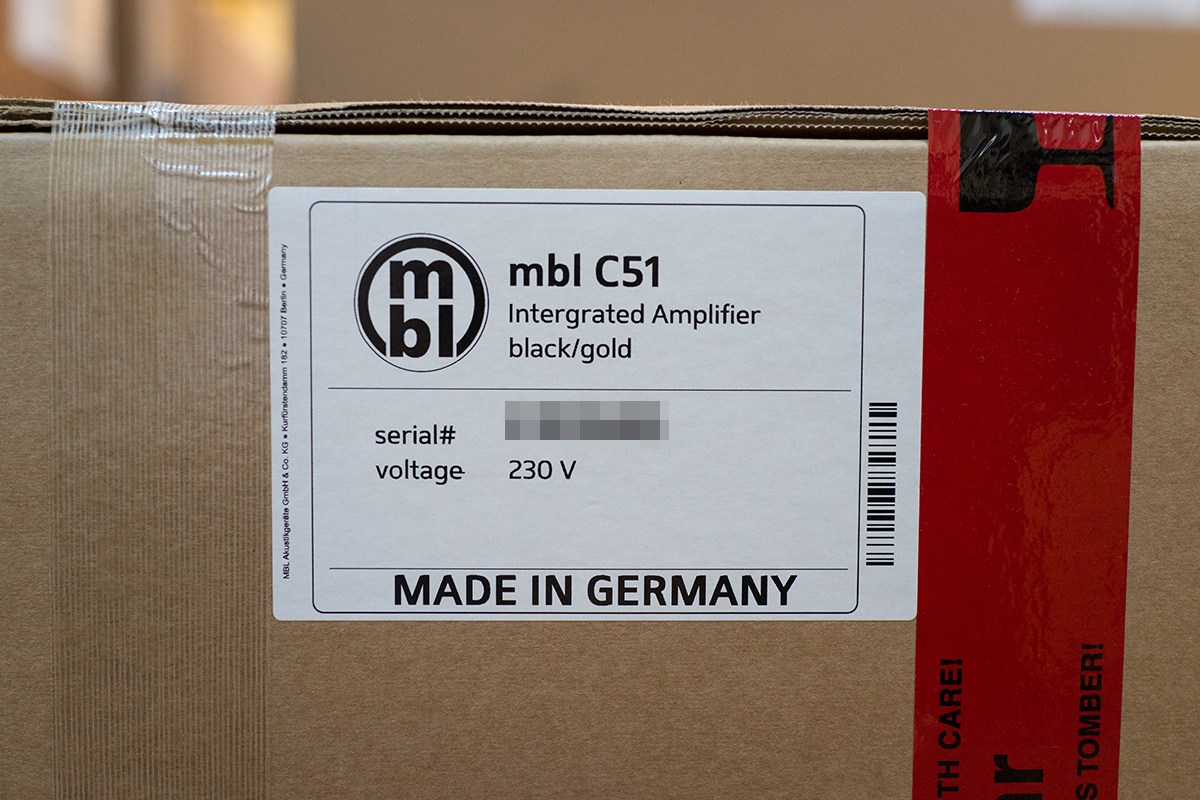 MBL Akustikgeräte GmbH & Co. KG • Kurfürstendamm 182 • 10707 Berlin • Germany
m
bl
mbl C51
Intergrated Amplifier
black/gold
serial#
voltage
230 V
MADE IN GERMANY
TH CARE!
r
S TOMBER!